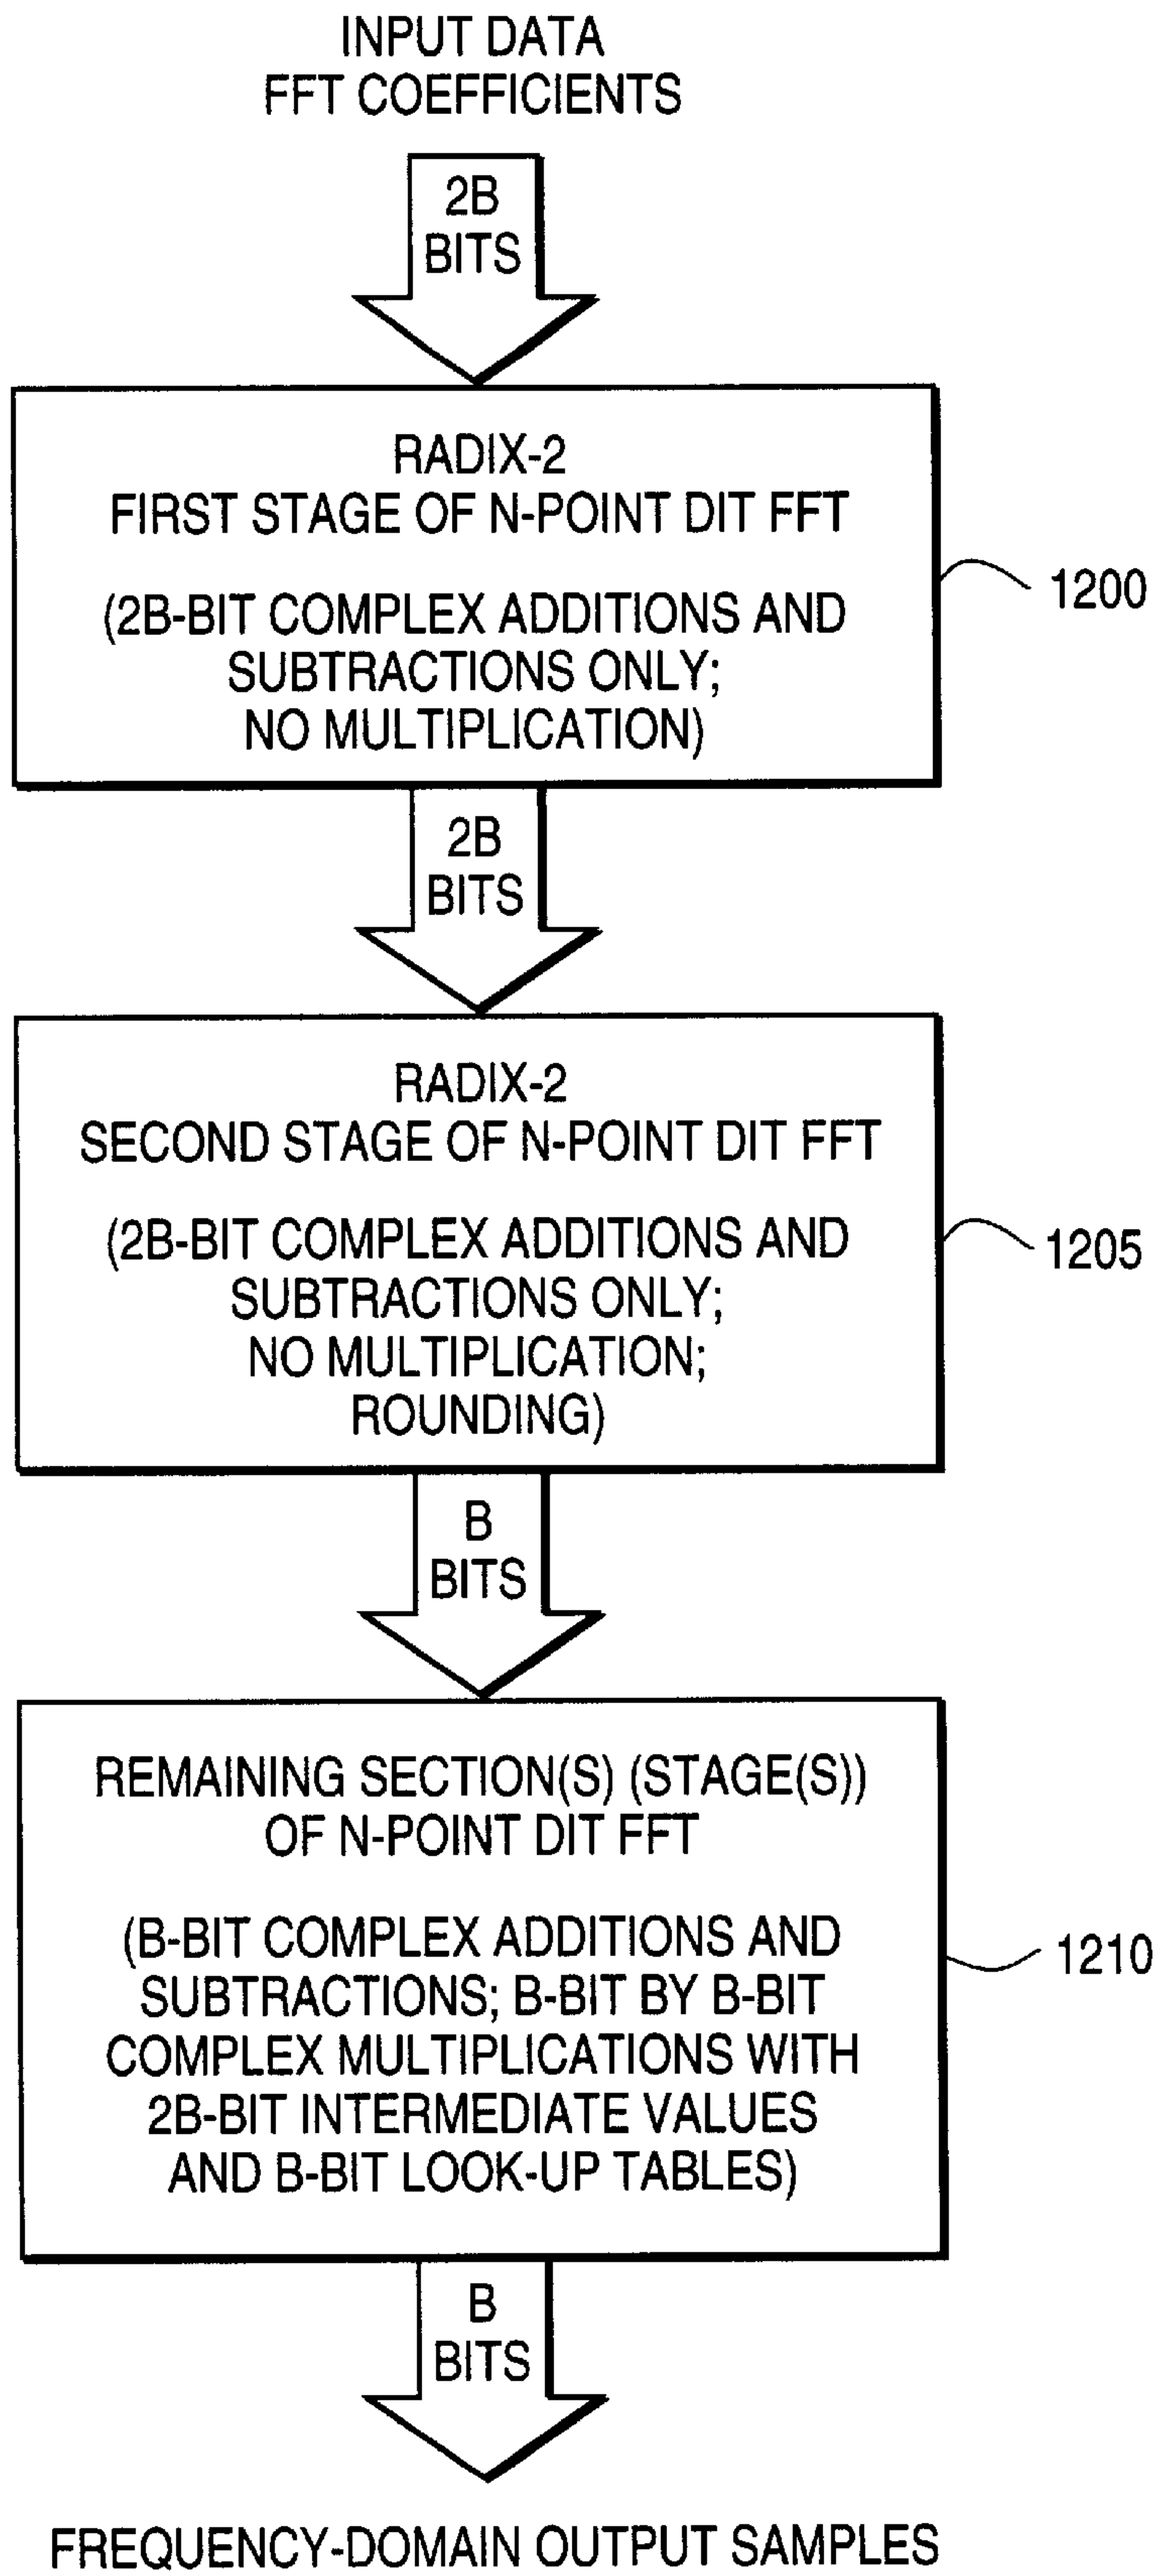 INPUT DATA
FFT COEFFICIENTS
2B
BITS
RADIX-2
FIRST STAGE OF N-POINT DIT FFT
(2B-BIT COMPLEX ADDITIONS AND
SUBTRACTIONS ONLY;
NO MULTIPLICATION)
1200
2B
BITS
RADIX-2
SECOND STAGE OF N-POINT DIT FFT
(2B-BIT COMPLEX ADDITIONS AND
SUBTRACTIONS ONLY;
NO MULTIPLICATION;
ROUNDING)
1205
B
BITS
REMAINING SECTION(S) (STAGE(S))
OF N-POINT DIT FFT
(B-BIT COMPLEX ADDITIONS AND
SUBTRACTIONS; B-BIT BY B-BIT
COMPLEX MULTIPLICATIONS WITH
2B-BIT INTERMEDIATE VALUES
AND B-BIT LOOK-UP TABLES)
1210
B
BITS
FREQUENCY-DOMAIN OUTPUT SAMPLES